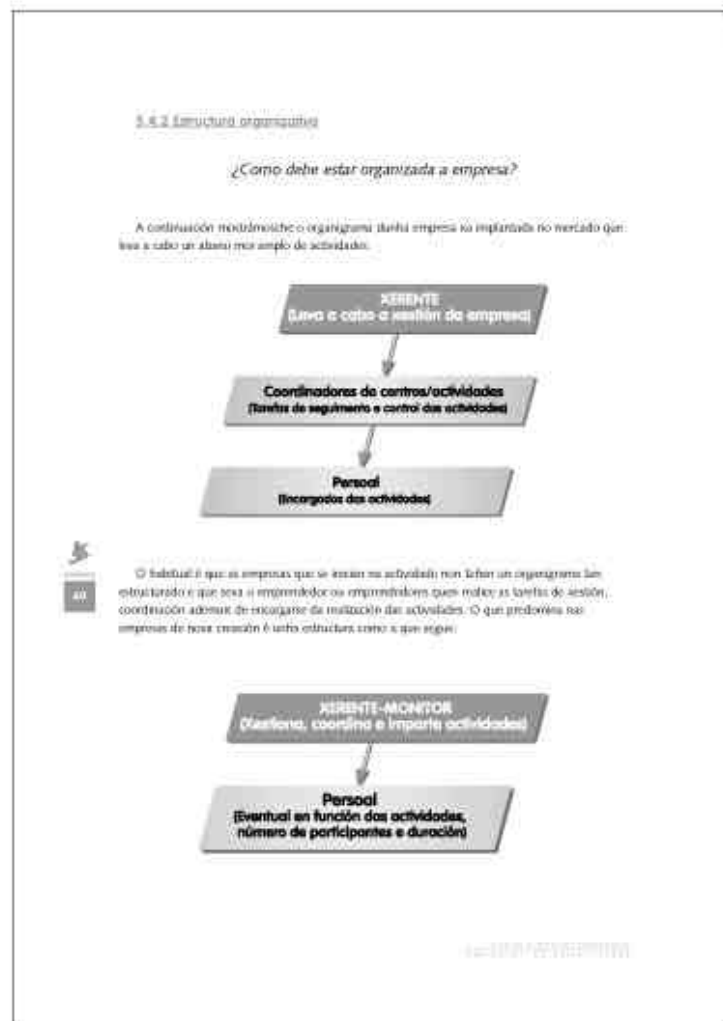 5.4.2 Estructura organizativa
¿Como debe estar organizada a empresa?
A continuación mostrámosche o organigrama dunha empresa xa implantada no mercado que
leva a cabo un abano moi amplo de actividades.
XERENTE
(Leva a cabo a xestión da empresa)
Coordinadores de centros/actividades
(Tarefas de seguimento e control das actividades)
Persoal
(Encargados das actividades)
O habitual é que as empresas que se inician na actividade non teñan un organigrama tan
estructurado e que sexa o emprendedor ou emprendedores quen realice as tarefas de xestión,
coordinación ademais de encargarse da realización das actividades. O que predomina nas
empresas de nova creación é unha estructura como a que segue:
60
XERENTE-MONITOR
(Xestiona, coordina e imparte actividades)
Persoal
(Eventual en función das actividades,
número de participantes e duración)